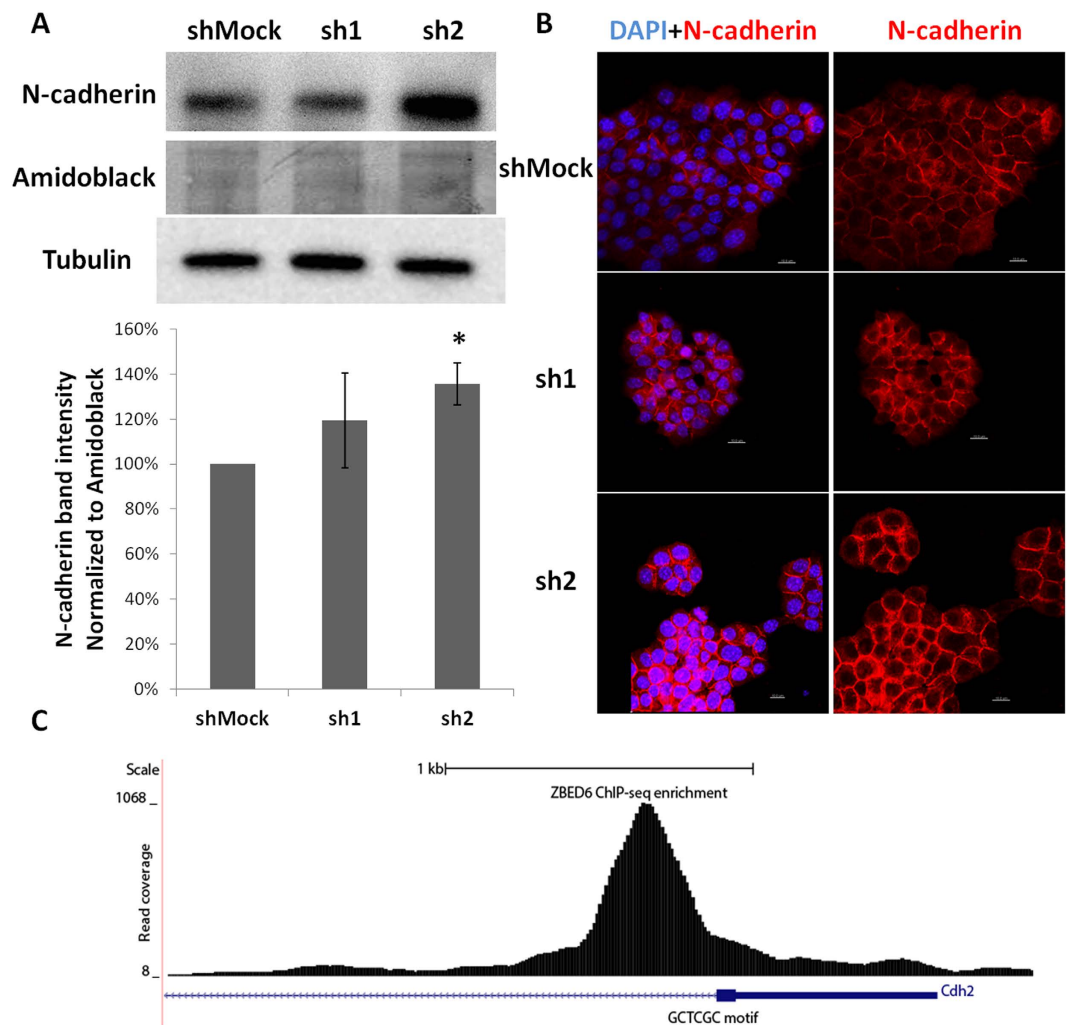 A
shMock sh1 sh2
N-cadherin
Amidoblack
Tubulin
N-cadherin band intensity
Normalized to Amidoblack
160%
140%
120%
100%
80%
60%
40%
20%
0%
*
shMock sh1 sh2
B
DAPI+N-cadherin N-cadherin
shMock
sh1
sh2
C
Scale
1 kb
ZBED6 ChIP-seq enrichment
1068 _
Read coverage
8 _
Cdh2
GCTCGC motif